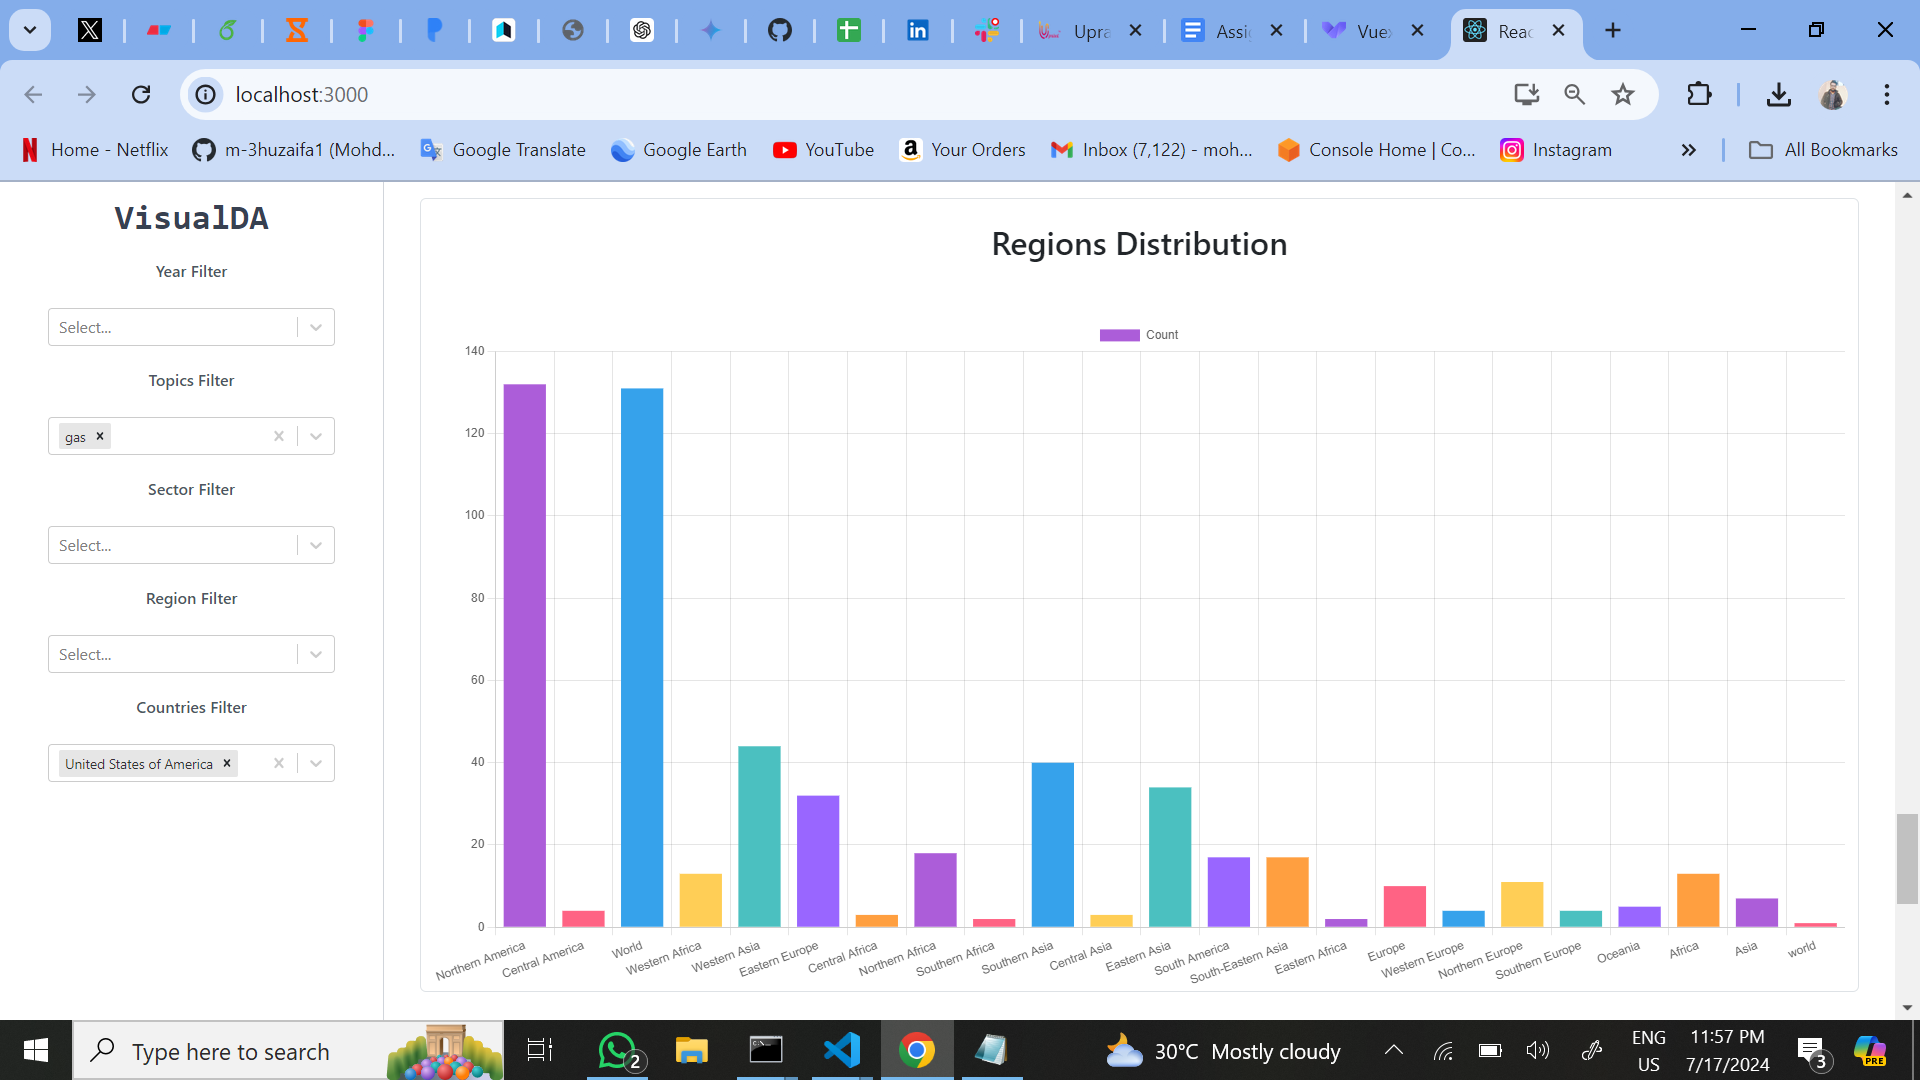 Upra
Assi
Vue
Reac
localhost:3000
Home - Netflix
m-3huzaifa1 (Mohd...
Google Translate
Google Earth
YouTube
Your Orders
Inbox (7,122) - moh...
Console Home | Co...
Instagram
All Bookmarks
VisualDA
Year Filter
Select...
Topics Filter
gas
Sector Filter
Select...
Region Filter
Select...
Countries Filter
United States of America
Regions Distribution
Count
140
120
100
80
60
40
20
0
Northern America
Central America
World
Western Africa
Western Asia
Eastern Europe
Central Africa
Northern Africa
Southern Africa
Southern Asia
Central Asia
Eastern Asia
South America
South-Eastern Asia
Eastern Africa
Europe
Western Europe
Northern Europe
Southern Europe
Oceania
Africa
Asia
world
Type here to search
2
30°C Mostly cloudy
ENG
US
11:57 PM
7/17/2024
3
PRE